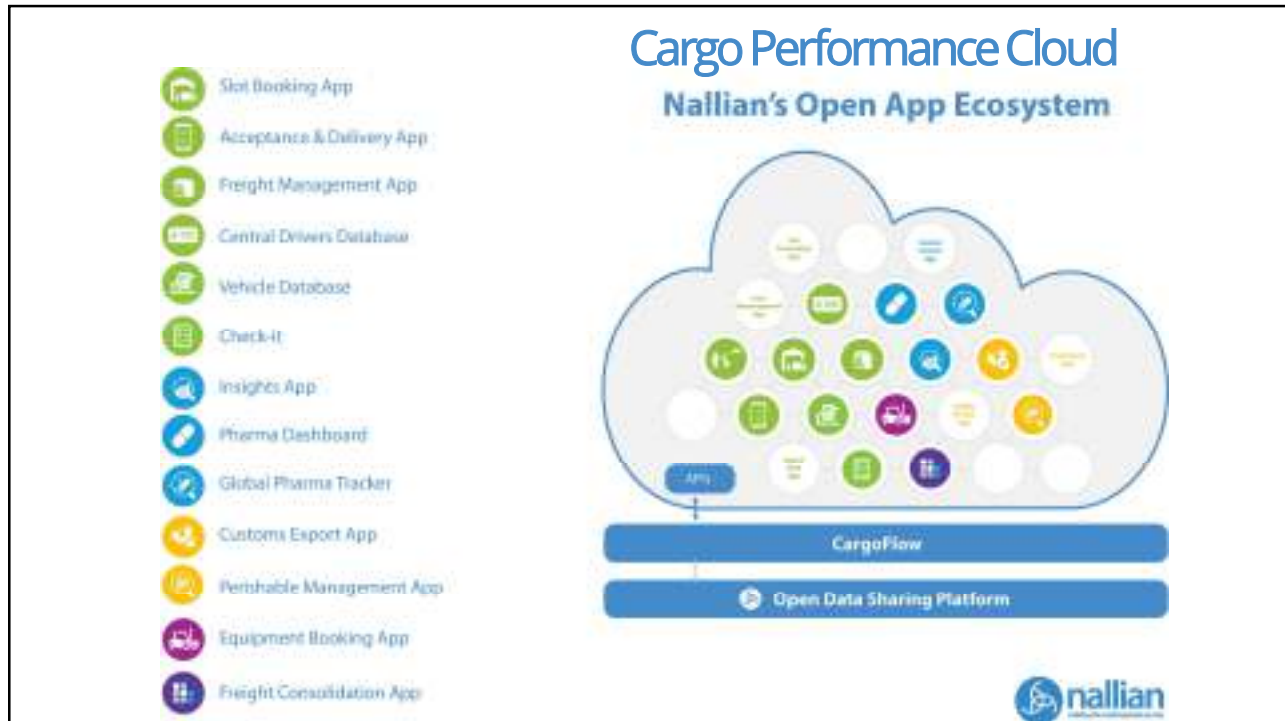 Cargo Performance Cloud
Nallian's Open App Ecosystem
Slot Booking App
Acceptance & Delivery App
Freight Management App
Central Drivers Database
Vehicle Database
Check-it
Insights App
Pharma Dashboard
Global Pharma Tracker
Customs Export App
Perishable Management App
Equipment Booking App
Freight Consolidation App
APIs
CargoFlow
Open Data Sharing Platform
nallian